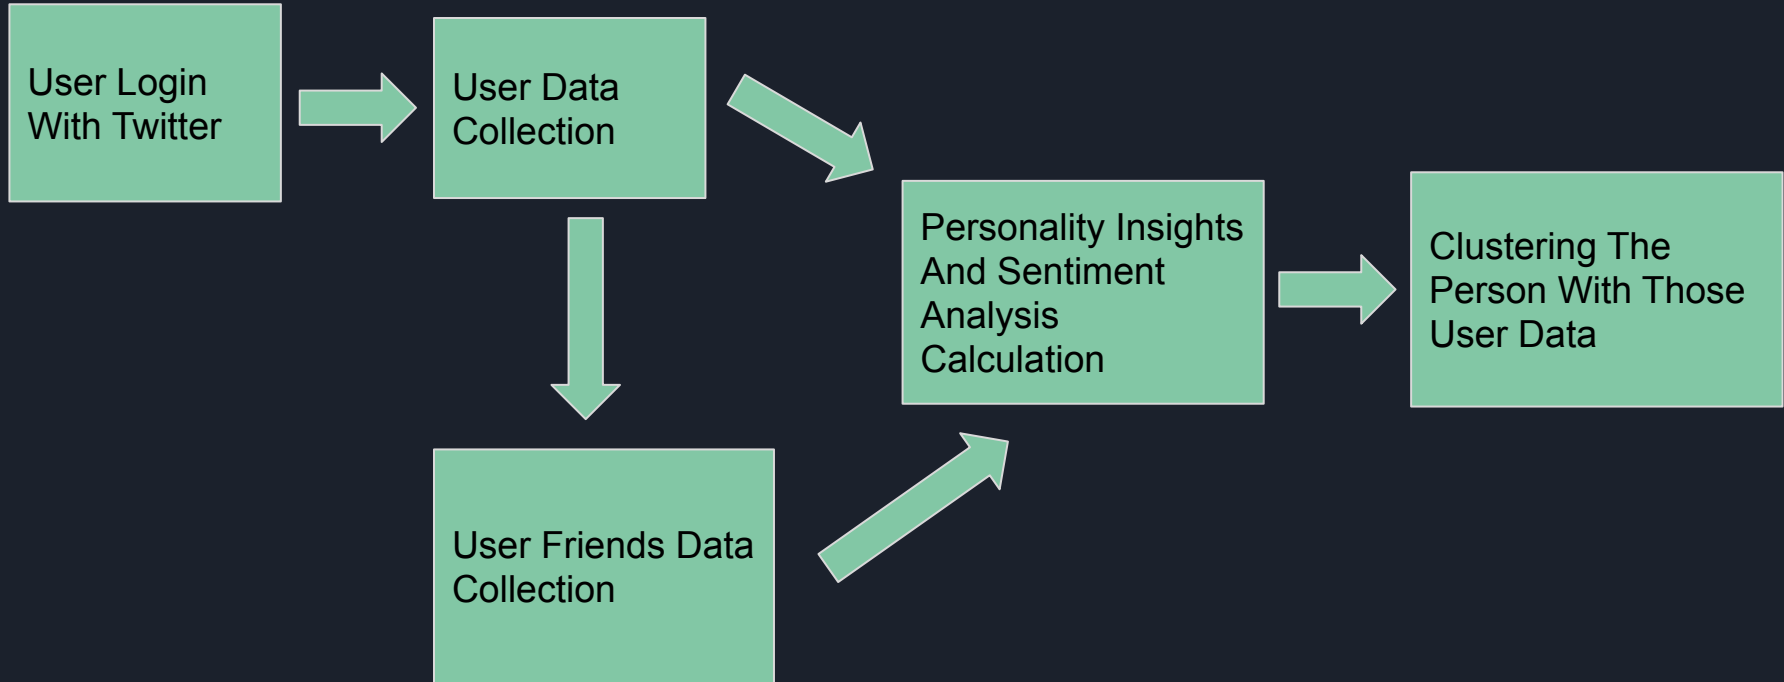 User Login
With Twitter
User Data
Collection
User Friends Data
Collection
Personality Insights
And Sentiment
Analysis
Calculation
Clustering The
Person With Those
User Data